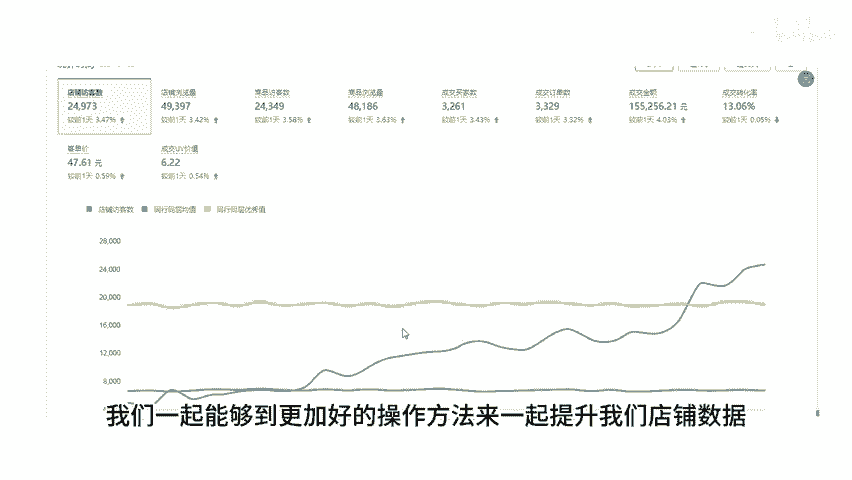 店铺访客数 店铺浏览量 商品访客数 商品浏览量 成交买家数 成交订单数 成交金额 成交转化率
24,973 49,397 24,349 48,186 3,261 3,329 155,256.21 元 13.06%
较前1天 3.47% 较前1天 3.42% 较前1天 3.58% 较前1天 3.63% 较前1天 3.43% 较前1天 3.32% 较前1天 4.03% 较前1天 0.05%
客单价 成交UV价值
47.61 元 6.22
较前1天 0.59% 较前1天 0.54%
店铺访客数 同行同层均值 同行同层优秀值
28,000
24,000
20,000
16,000
12,000
8,000
我们一起能够到更加好的操作方法来一起提升我们店铺数据